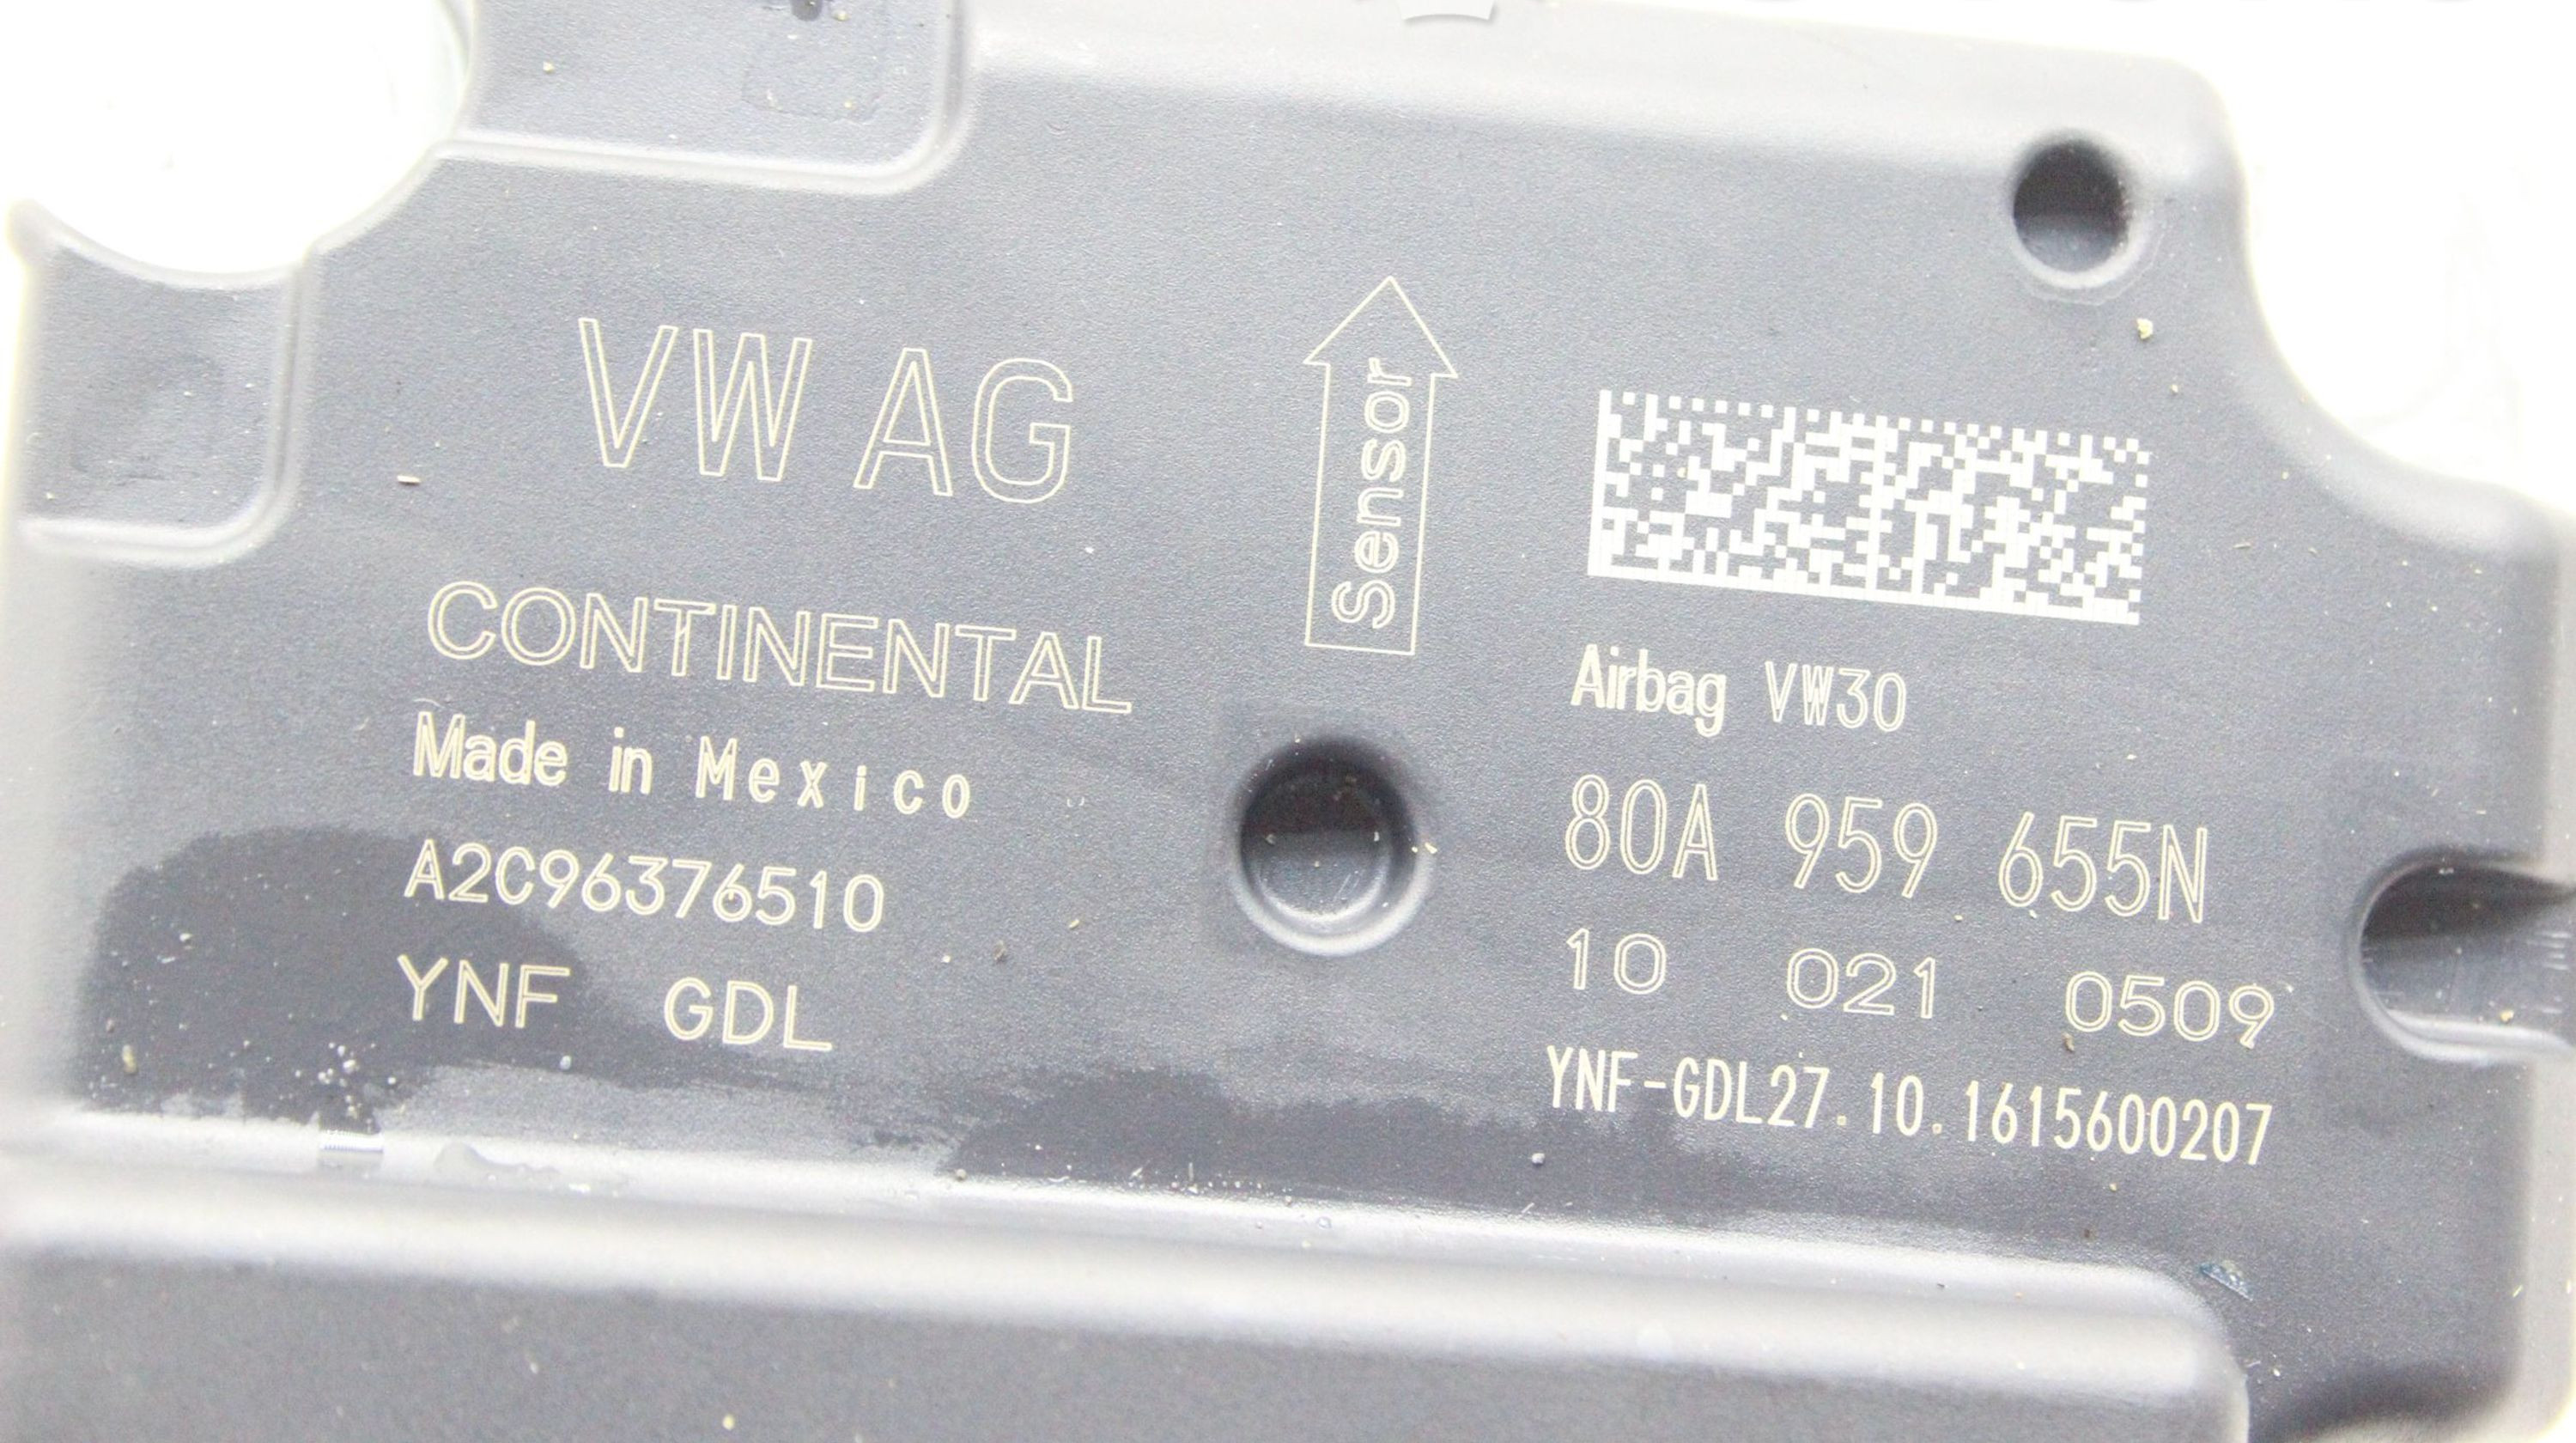 VW AG
CONTINENTAL
Made in Mexico
A2C96376510
YNF GDL
Sensor
Airbag VW30
80A 959 655N
10 021 0509
YNF-GDL27.10.1615600207